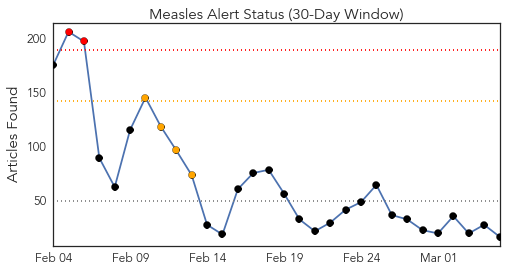 Measles Alert Status (30-Day Window)
Articles Found
200
150
100
50
Feb 04 Feb 09 Feb 14 Feb 19 Feb 24 Mar 01